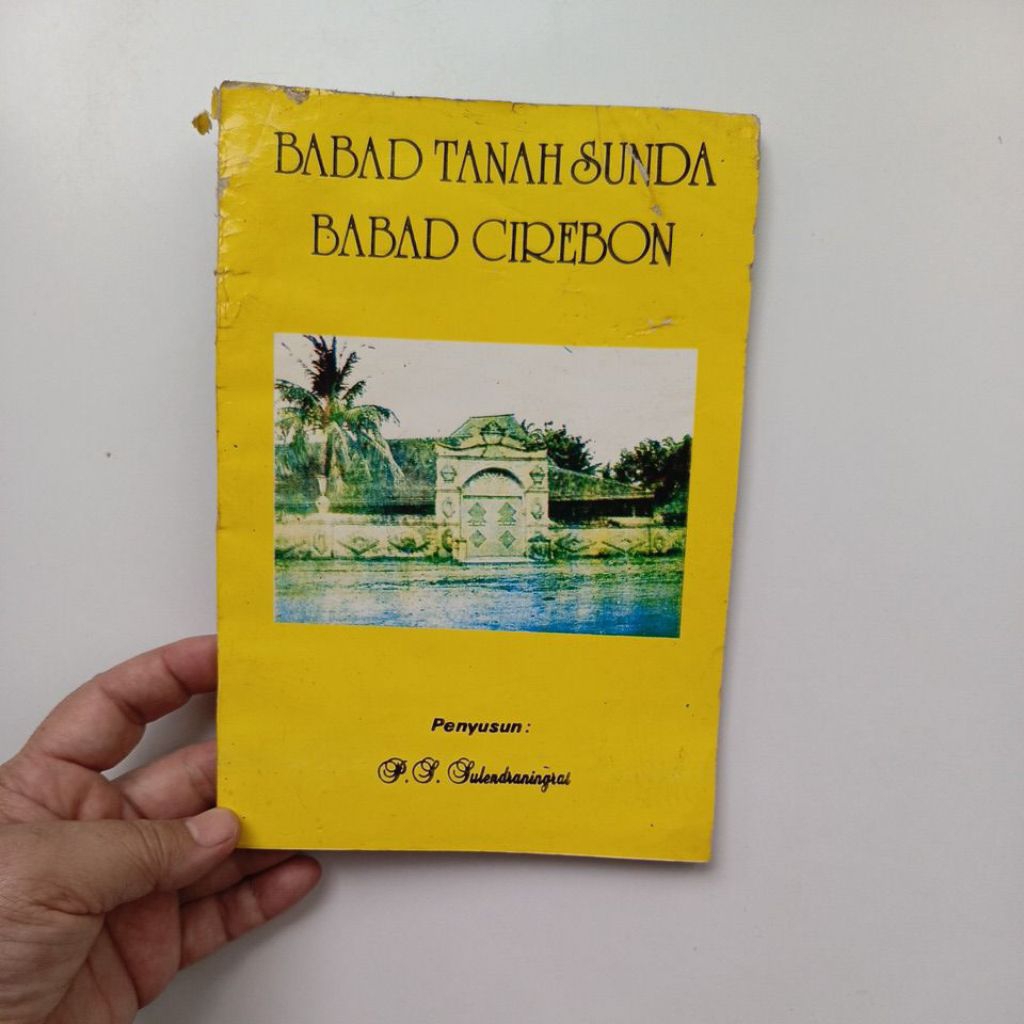 BABAD TANAH SUNDA
BABAD CIREBON
Penyusun:
P. S. Sulendraningrat